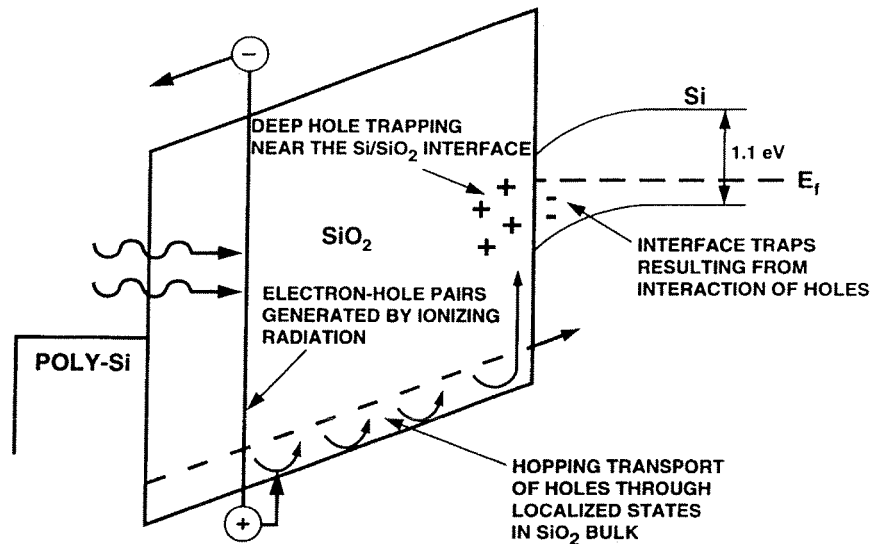 −
Si
DEEP HOLE TRAPPING
NEAR THE Si/SiO₂ INTERFACE
1.1 eV
E_f
+
+
+
+
-
-
SiO₂
INTERFACE TRAPS
RESULTING FROM
INTERACTION OF HOLES
ELECTRON-HOLE PAIRS
GENERATED BY IONIZING
RADIATION
POLY-Si
HOPPING TRANSPORT
OF HOLES THROUGH
LOCALIZED STATES
IN SiO₂ BULK
+